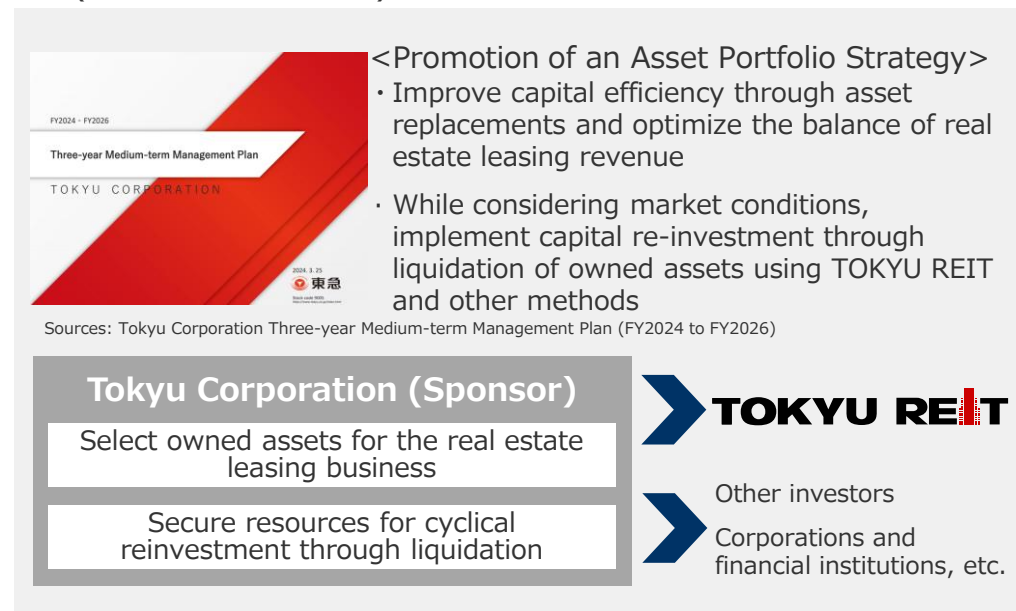 <Promotion of an Asset Portfolio Strategy>
・Improve capital efficiency through asset
replacements and optimize the balance of real
estate leasing revenue
・While considering market conditions,
implement capital re-investment through
liquidation of owned assets using TOKYU REIT
and other methods
FY2024 - FY2026
Three-year Medium-term Management Plan
TOKYU CORPORATION
2024. 3. 25
東急
Sources: Tokyu Corporation Three-year Medium-term Management Plan (FY2024 to FY2026)
Tokyu Corporation (Sponsor)
Select owned assets for the real estate
leasing business
Secure resources for cyclical
reinvestment through liquidation
TOKYU REIT
Other investors
Corporations and
financial institutions, etc.